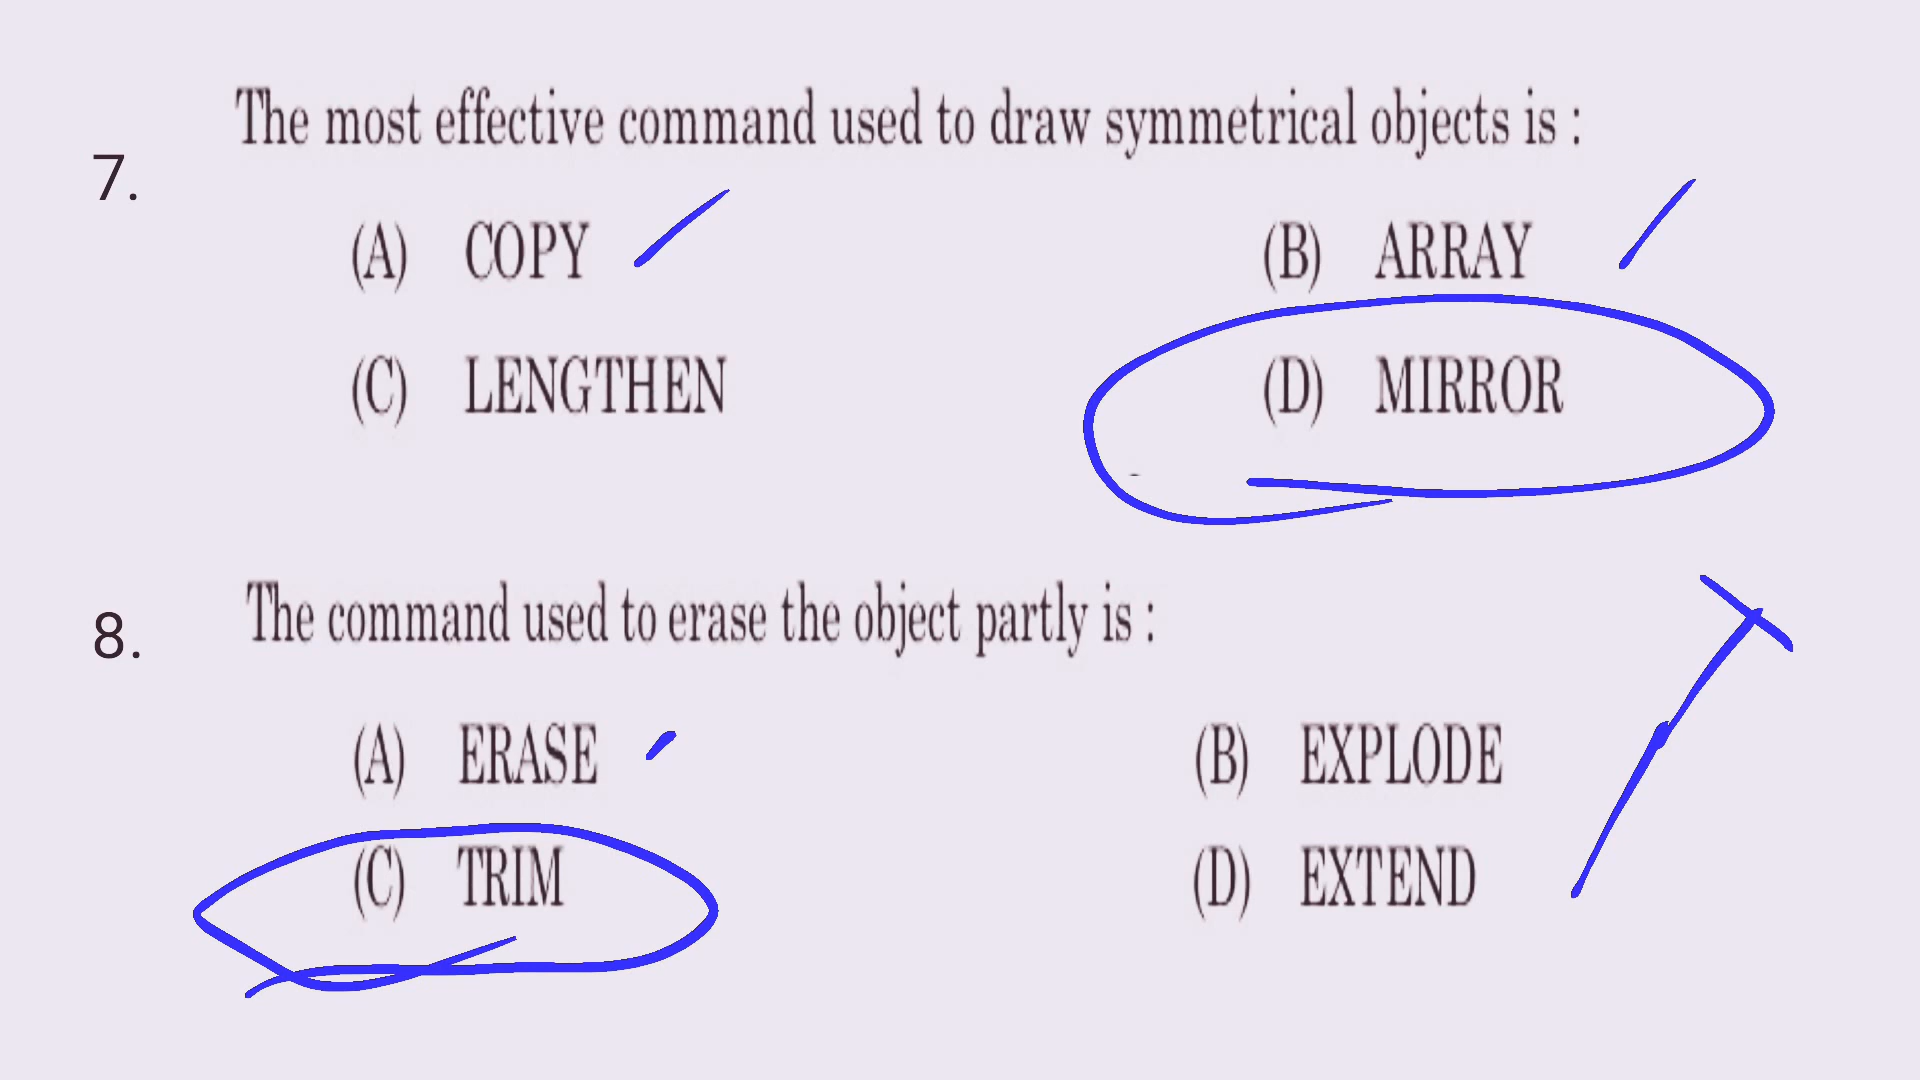 7. The most effective command used to draw symmetrical objects is :
(A) COPY (B) ARRAY
(C) LENGTHEN (D) MIRROR
8. The command used to erase the object partly is :
(A) ERASE (B) EXPLODE
(C) TRIM (D) EXTEND